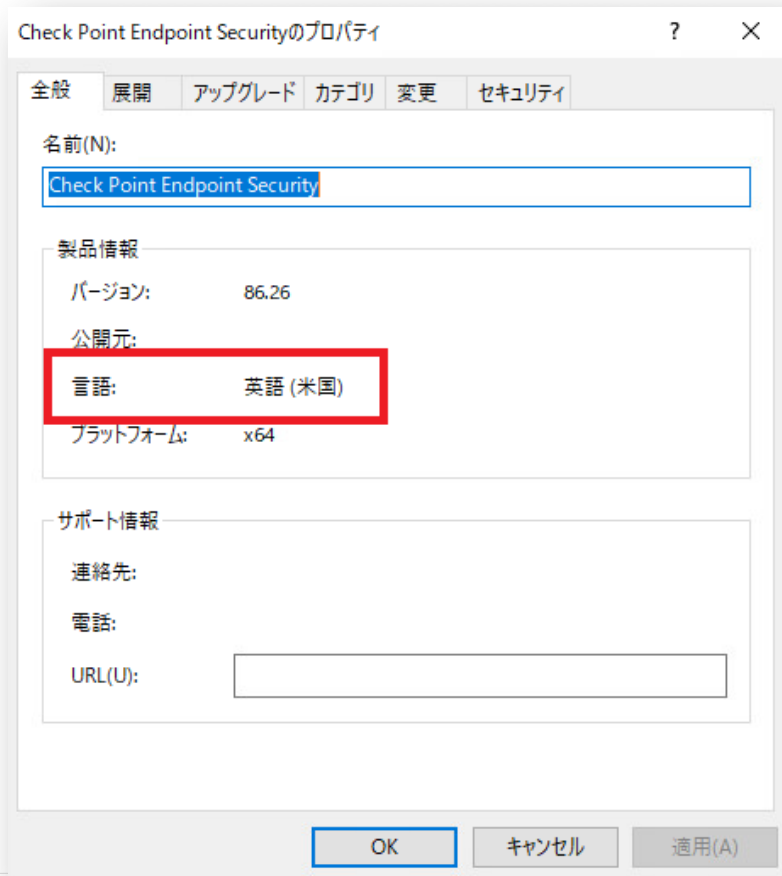 Check Point Endpoint Securityのプロパティ ? ×
全般 展開 アップグレード カテゴリ 変更 セキュリティ
名前(N):
Check Point Endpoint Security
製品情報
バージョン: 86.26
公開元:
言語: 英語 (米国)
プラットフォーム: x64
サポート情報
連絡先:
電話:
URL(U):
OK キャンセル 適用(A)